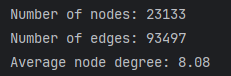 Number of nodes: 23133
Number of edges: 93497
Average node degree: 8.08